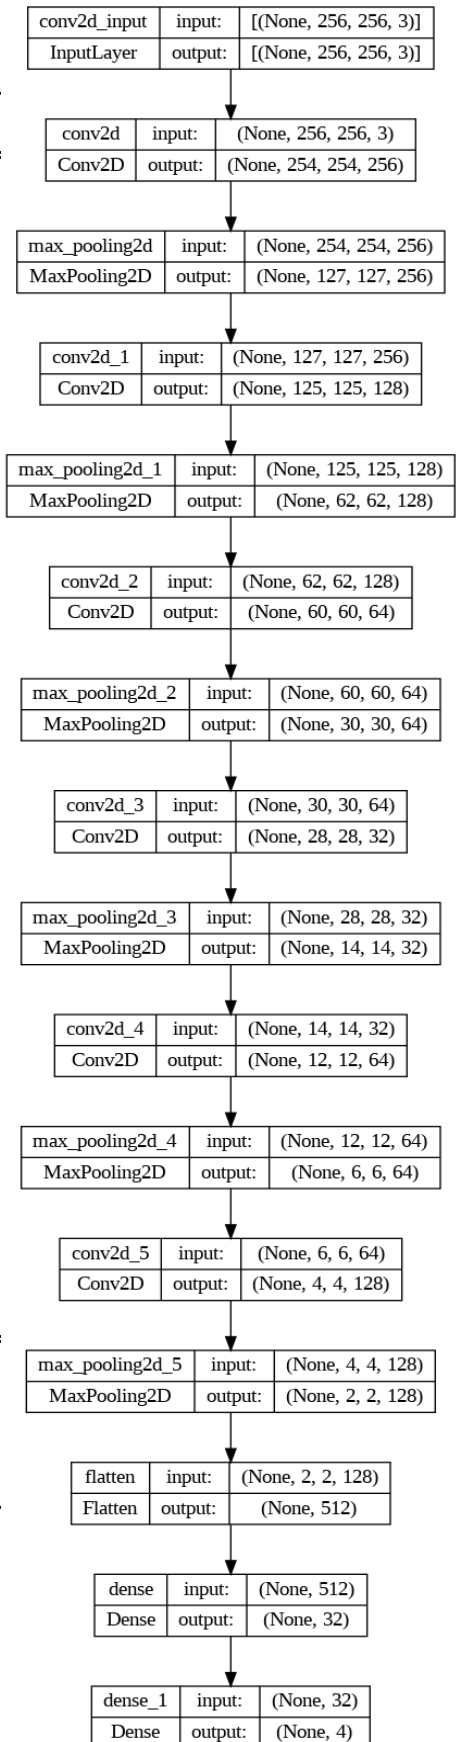 conv2d_input input: [(None, 256, 256, 3)]
InputLayer output: [(None, 256, 256, 3)]
conv2d input: (None, 256, 256, 3)
Conv2D output: (None, 254, 254, 256)
max_pooling2d input: (None, 254, 254, 256)
MaxPooling2D output: (None, 127, 127, 256)
conv2d_1 input: (None, 127, 127, 256)
Conv2D output: (None, 125, 125, 128)
max_pooling2d_1 input: (None, 125, 125, 128)
MaxPooling2D output: (None, 62, 62, 128)
conv2d_2 input: (None, 62, 62, 128)
Conv2D output: (None, 60, 60, 64)
max_pooling2d_2 input: (None, 60, 60, 64)
MaxPooling2D output: (None, 30, 30, 64)
conv2d_3 input: (None, 30, 30, 64)
Conv2D output: (None, 28, 28, 32)
max_pooling2d_3 input: (None, 28, 28, 32)
MaxPooling2D output: (None, 14, 14, 32)
conv2d_4 input: (None, 14, 14, 32)
Conv2D output: (None, 12, 12, 64)
max_pooling2d_4 input: (None, 12, 12, 64)
MaxPooling2D output: (None, 6, 6, 64)
conv2d_5 input: (None, 6, 6, 64)
Conv2D output: (None, 4, 4, 128)
max_pooling2d_5 input: (None, 4, 4, 128)
MaxPooling2D output: (None, 2, 2, 128)
flatten input: (None, 2, 2, 128)
Flatten output: (None, 512)
dense input: (None, 512)
Dense output: (None, 32)
dense_1 input: (None, 32)
Dense output: (None, 4)